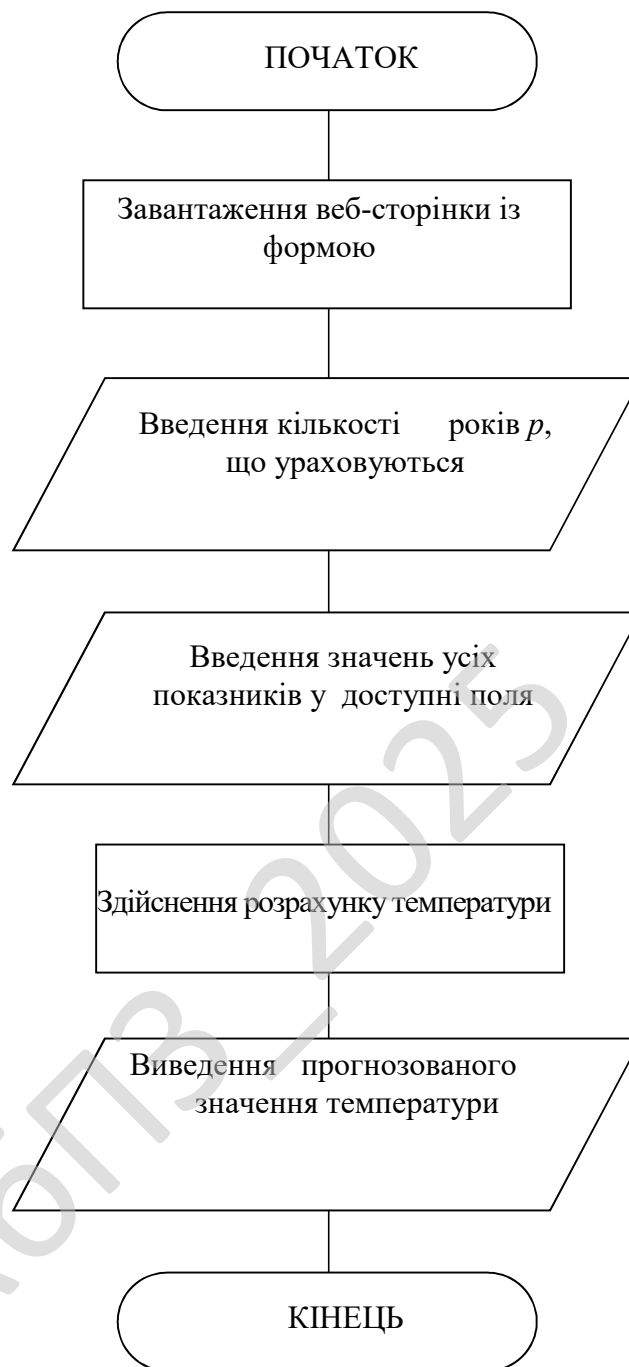 ПОЧАТОК
Завантаження веб-сторінки із
формою
Введення кількості років p,
що ураховуються
Введення значень усіх
показників у доступні поля
Здійснення розрахунку температури
Виведення прогнозованого
значення температури
КІНЕЦЬ